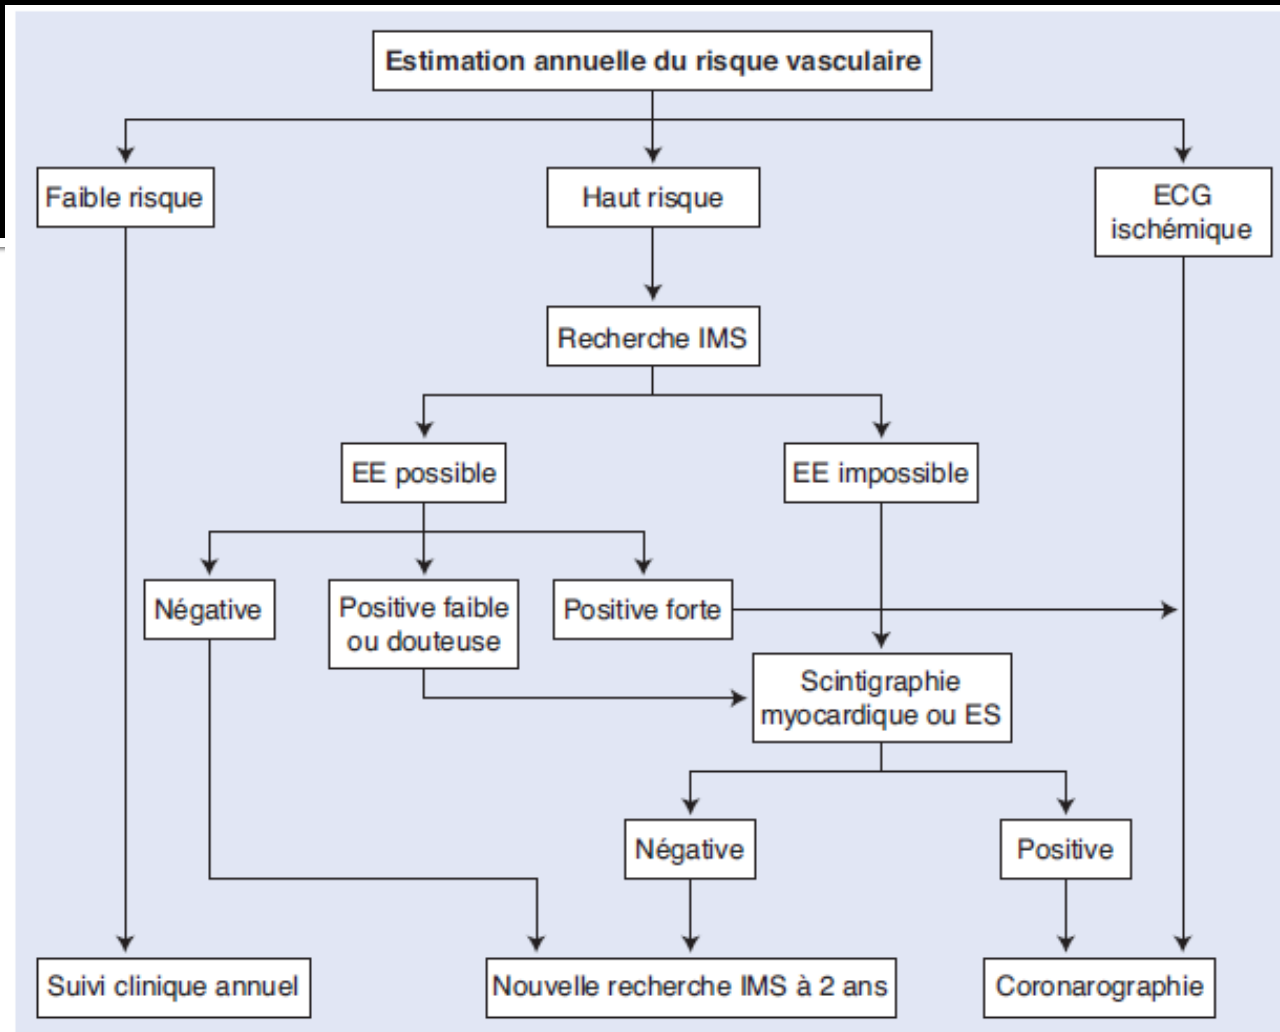 Estimation annuelle du risque vasculaire
Faible risque
Haut risque
ECG
ischémique
Recherche IMS
EE possible
EE impossible
Négative
Positive faible
ou douteuse
Positive forte
Scintigraphie
myocardique ou ES
Négative
Positive
Suivi clinique annuel
Nouvelle recherche IMS à 2 ans
Coronarographie